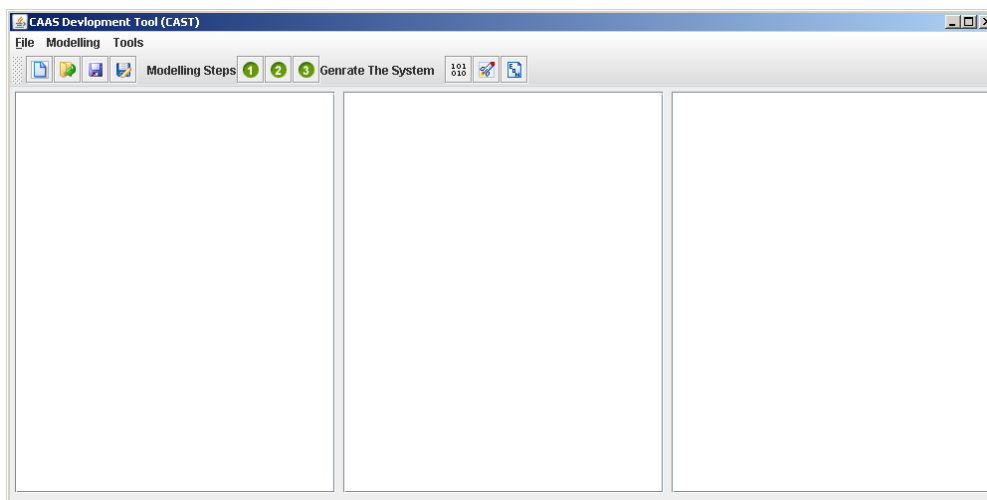 CAAS Devlopment Tool (CAST)
File Modelling Tools
Modelling Steps 1 2 3 Genrate The System 101 010